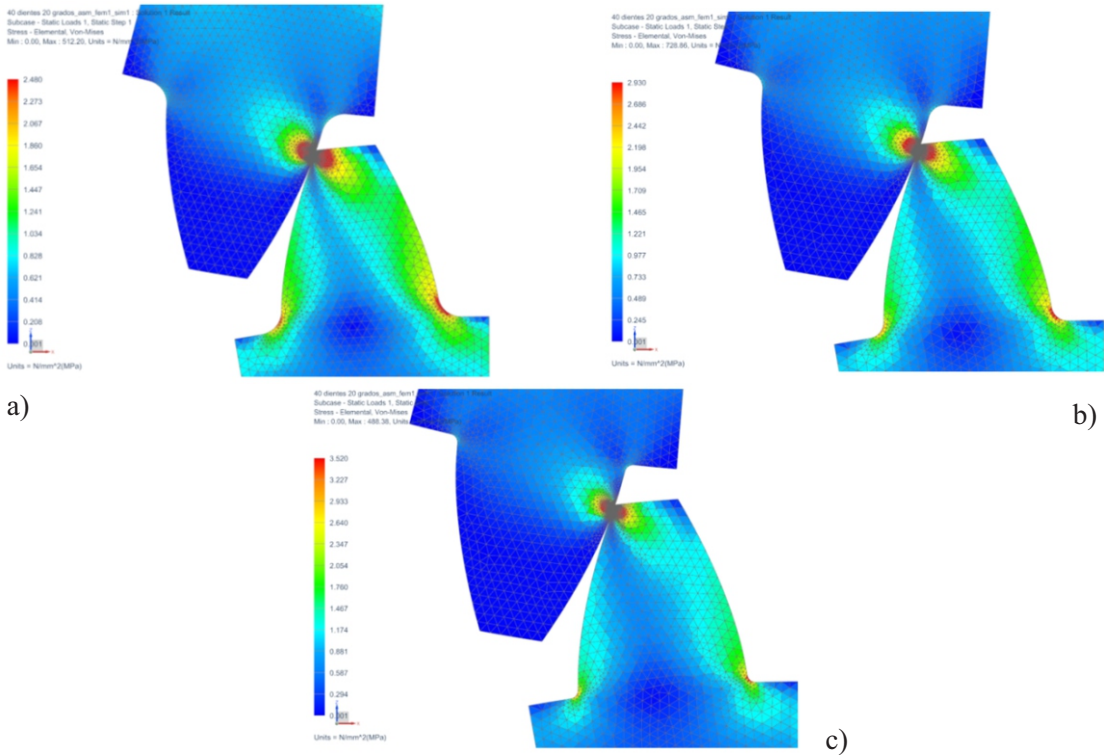 40 dientes 20 grados_asm_fem1_sim1 : Solution 1 Result
Subcase - Static Loads 1, Static Step 1
Stress - Elemental, Von-Mises
Min : 0.00, Max : 512.20, Units = N/mm^2(MPa)
2.480
2.273
2.067
1.860
1.654
1.447
1.241
1.034
0.828
0.621
0.414
0.208
0.001
Units = N/mm^2(MPa)
a)
40 dientes 20 grados_asm_fem1 1 Result
Subcase - Static Loads 1, Static Step
Stress - Elemental, Von-Mises
Min : 0.00, Max : 728.86, Units = N/m
2.930
2.686
2.442
2.198
1.954
1.709
1.465
1.221
0.977
0.733
0.489
0.245
0.001
Units = N/mm^2(MPa)
b)
40 dientes 20 grados_asm_fem1 1 Result
Subcase - Static Loads 1, Static
Stress - Elemental, Von-Mises
Min : 0.00, Max : 488.38, Units
3.520
3.227
2.933
2.640
2.347
2.054
1.760
1.467
1.174
0.881
0.587
0.294
0.001
Units = N/mm^2(MPa)
c)